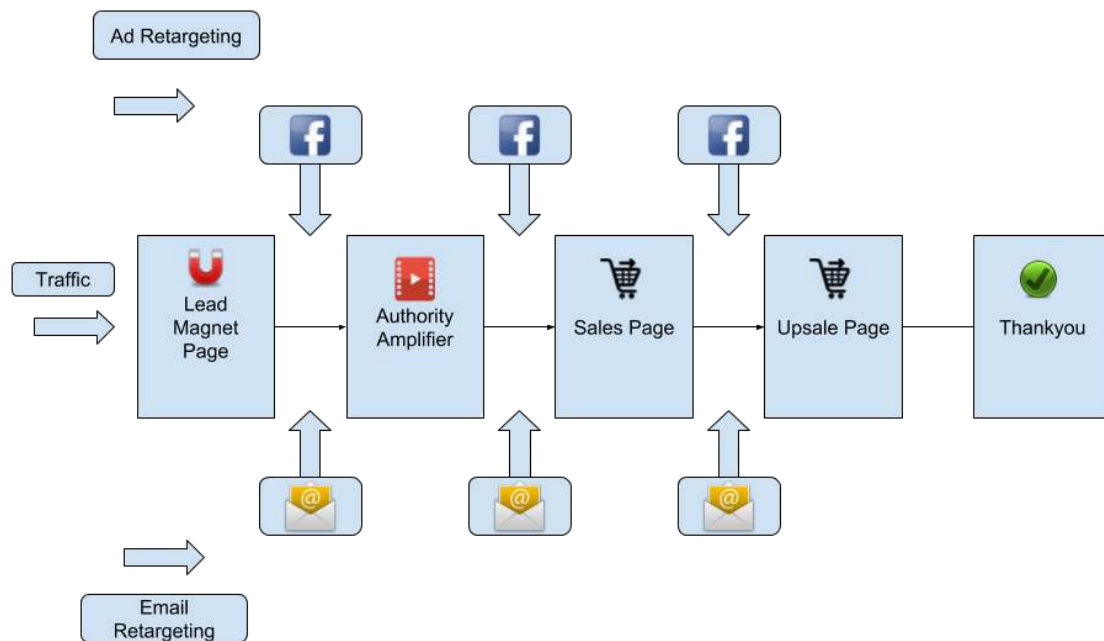 Ad Retargeting
f
f
f
Traffic
Lead
Magnet
Page
Authority
Amplifier
Sales Page
Upsale Page
Thankyou
@
@
@
Email
Retargeting